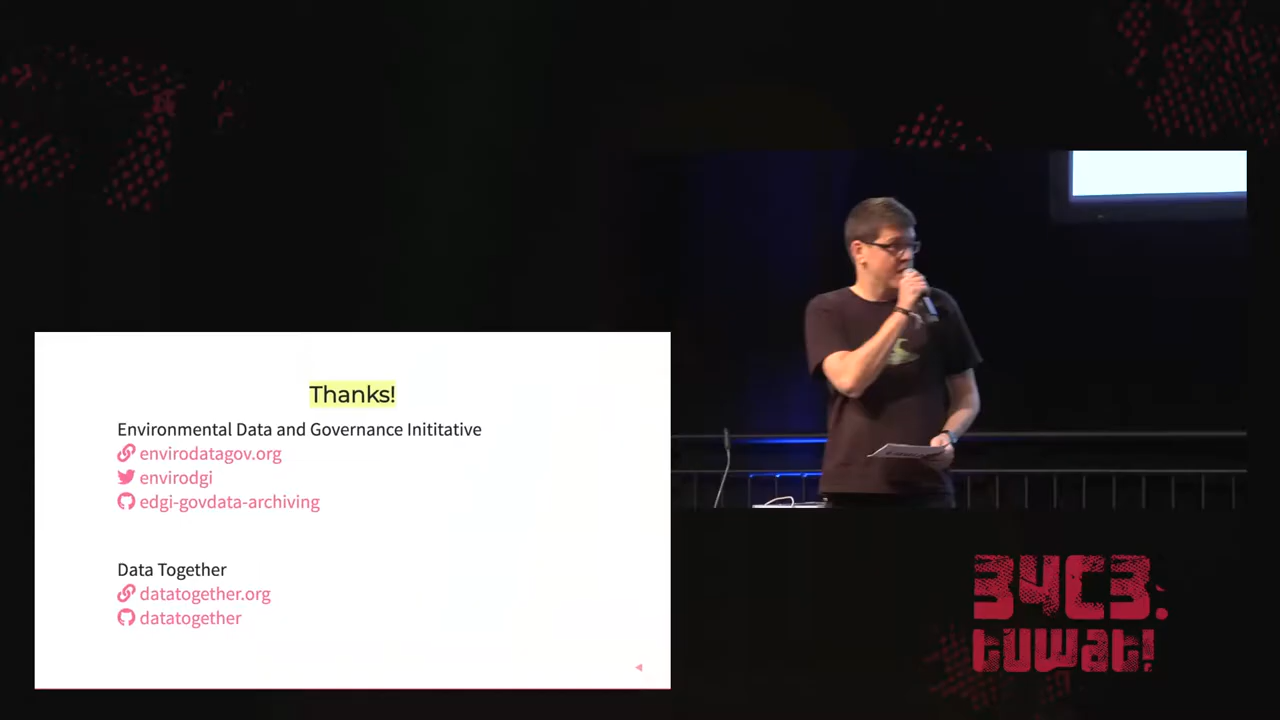 Thanks!
Environmental Data and Governance Inititative
envirodatagov.org
envirodgi
edgi-govdata-archiving
Data Together
datatogether.org
datatogether
34C3.
tuwat!